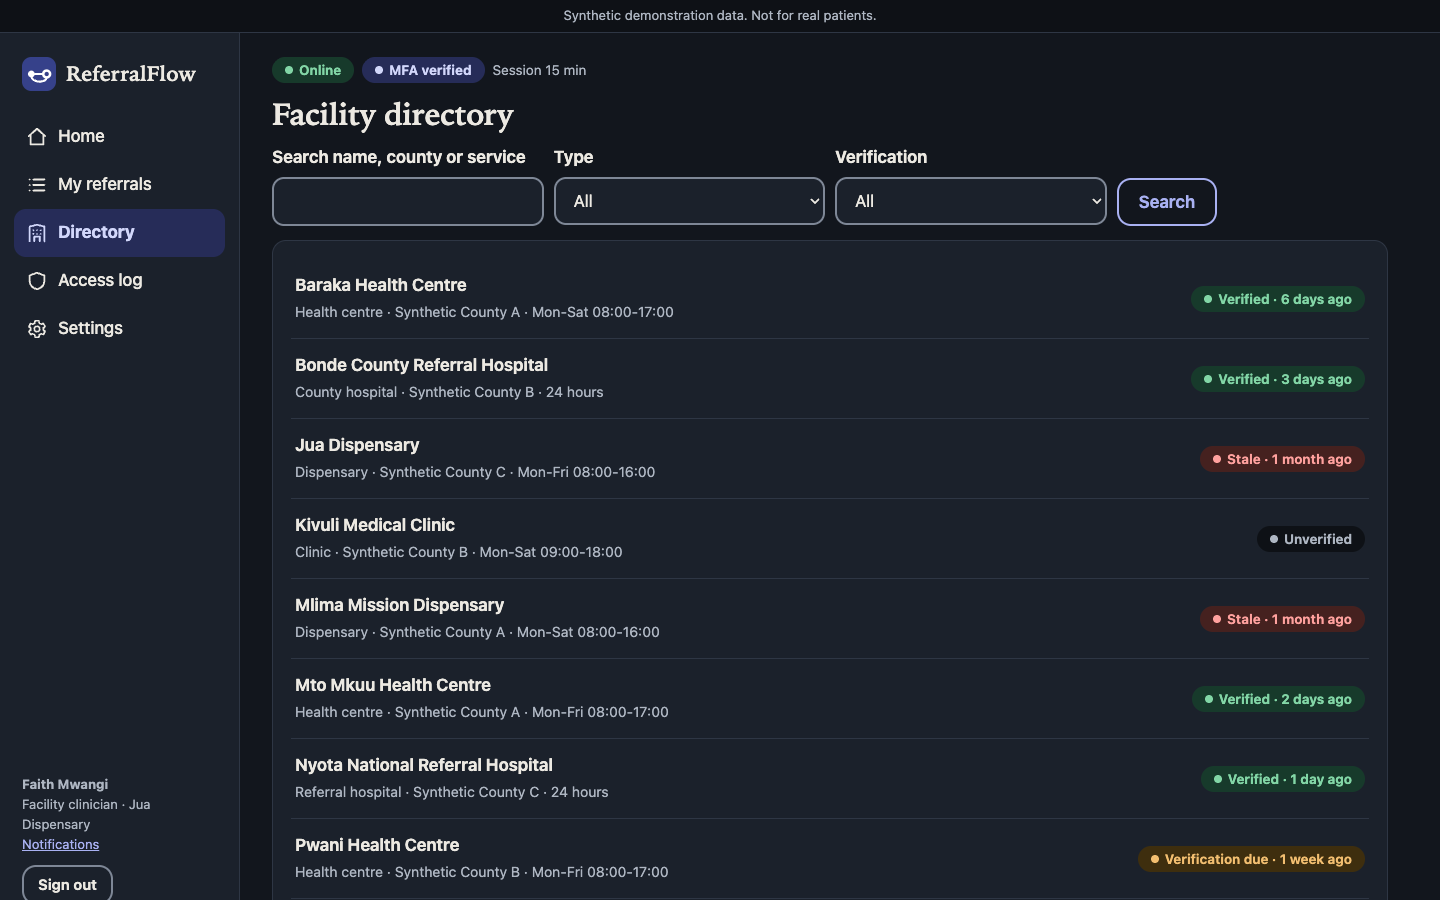 Synthetic demonstration data. Not for real patients.
ReferralFlow
Home
My referrals
Directory
Access log
Settings
Faith Mwangi
Facility clinician · Jua
Dispensary
Notifications
Sign out
Online
MFA verified
Session 15 min
Facility directory
Search name, county or service
Type
Verification
All
All
Search
Baraka Health Centre
Health centre · Synthetic County A · Mon-Sat 08:00-17:00
Verified · 6 days ago
Bonde County Referral Hospital
County hospital · Synthetic County B · 24 hours
Verified · 3 days ago
Jua Dispensary
Dispensary · Synthetic County C · Mon-Fri 08:00-16:00
Stale · 1 month ago
Kivuli Medical Clinic
Clinic · Synthetic County B · Mon-Sat 09:00-18:00
Unverified
Mlima Mission Dispensary
Dispensary · Synthetic County A · Mon-Sat 08:00-16:00
Stale · 1 month ago
Mto Mkuu Health Centre
Health centre · Synthetic County A · Mon-Fri 08:00-17:00
Verified · 2 days ago
Nyota National Referral Hospital
Referral hospital · Synthetic County C · 24 hours
Verified · 1 day ago
Pwani Health Centre
Health centre · Synthetic County B · Mon-Fri 08:00-17:00
Verification due · 1 week ago